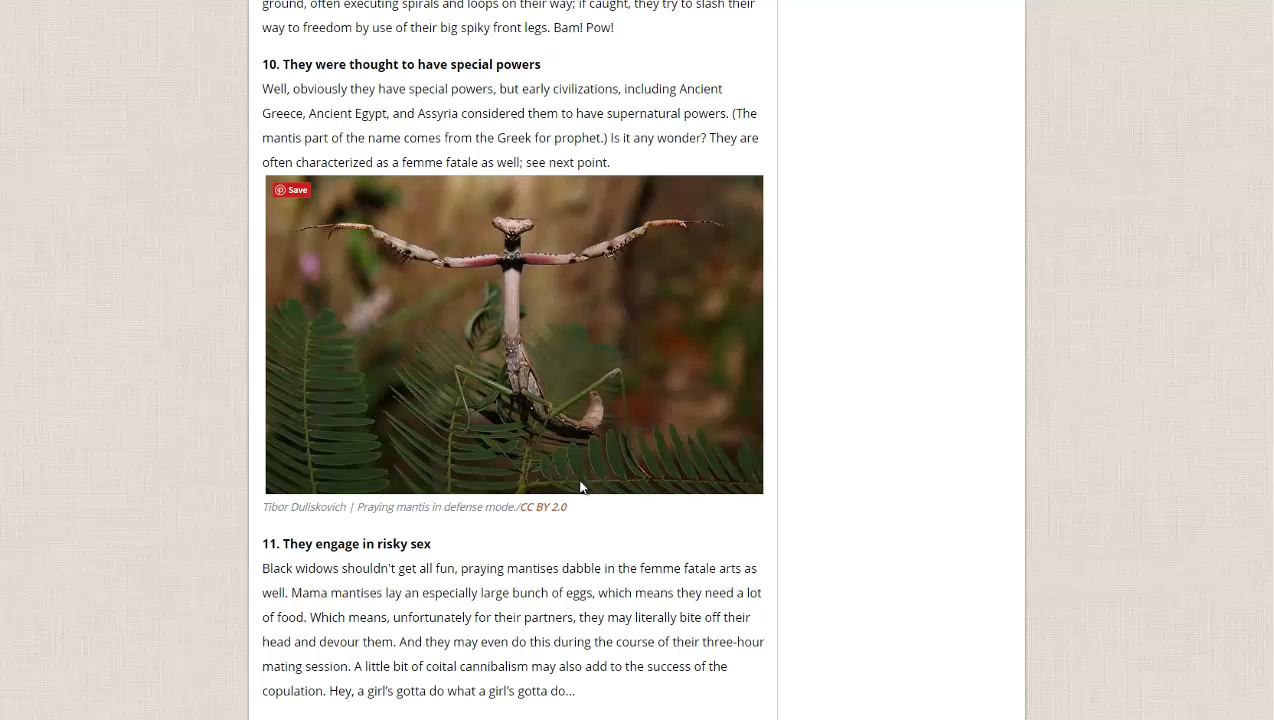 ground, often executing spirals and loops on their way; if caught, they try to slash their
way to freedom by use of their big spiky front legs. Bam! Pow!
10. They were thought to have special powers
Well, obviously they have special powers, but early civilizations, including Ancient
Greece, Ancient Egypt, and Assyria considered them to have supernatural powers. (The
mantis part of the name comes from the Greek for prophet.) Is it any wonder? They are
often characterized as a femme fatale as well; see next point.
Save
Tibor Duliskovich | Praying mantis in defense mode./CC BY 2.0
11. They engage in risky sex
Black widows shouldn't get all fun, praying mantises dabble in the femme fatale arts as
well. Mama mantises lay an especially large bunch of eggs, which means they need a lot
of food. Which means, unfortunately for their partners, they may literally bite off their
head and devour them. And they may even do this during the course of their three-hour
mating session. A little bit of coital cannibalism may also add to the success of the
copulation. Hey, a girl's gotta do what a girl's gotta do...